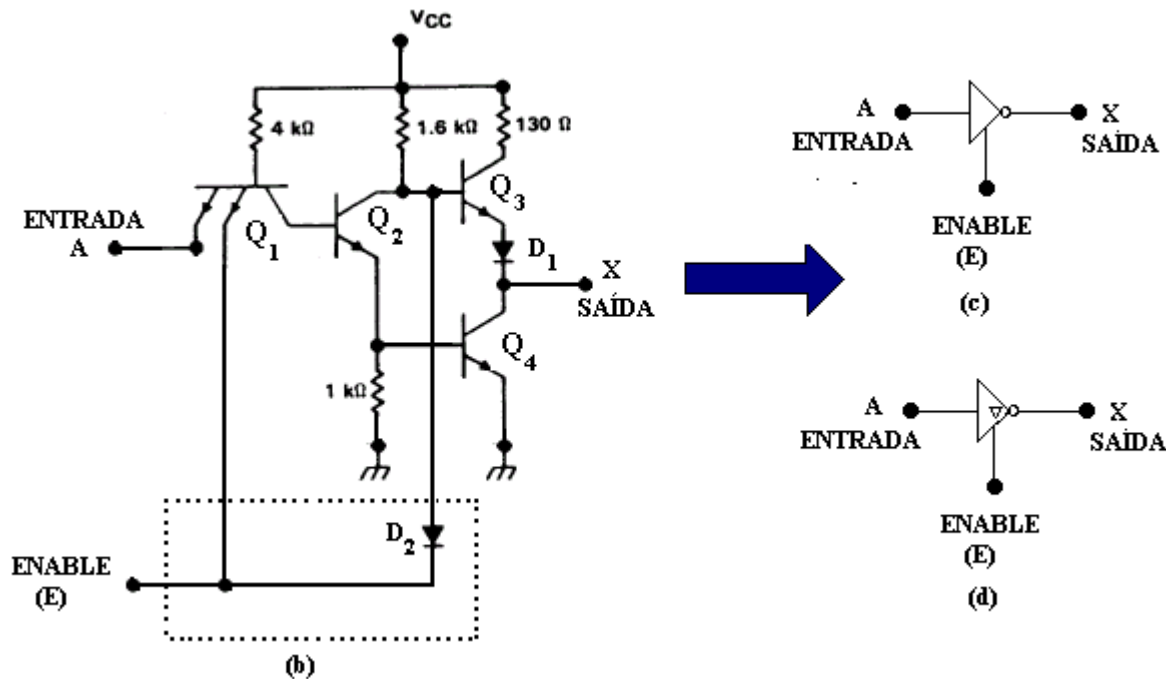 VCC
4 kΩ
1.6 kΩ
130 Ω
ENTRADA
A
Q1
Q2
Q3
D1
X
SAÍDA
Q4
1 kΩ
D2
ENABLE
(E)
(b)
A
ENTRADA
X
SAÍDA
ENABLE
(E)
(c)
A
ENTRADA
X
SAÍDA
ENABLE
(E)
(d)